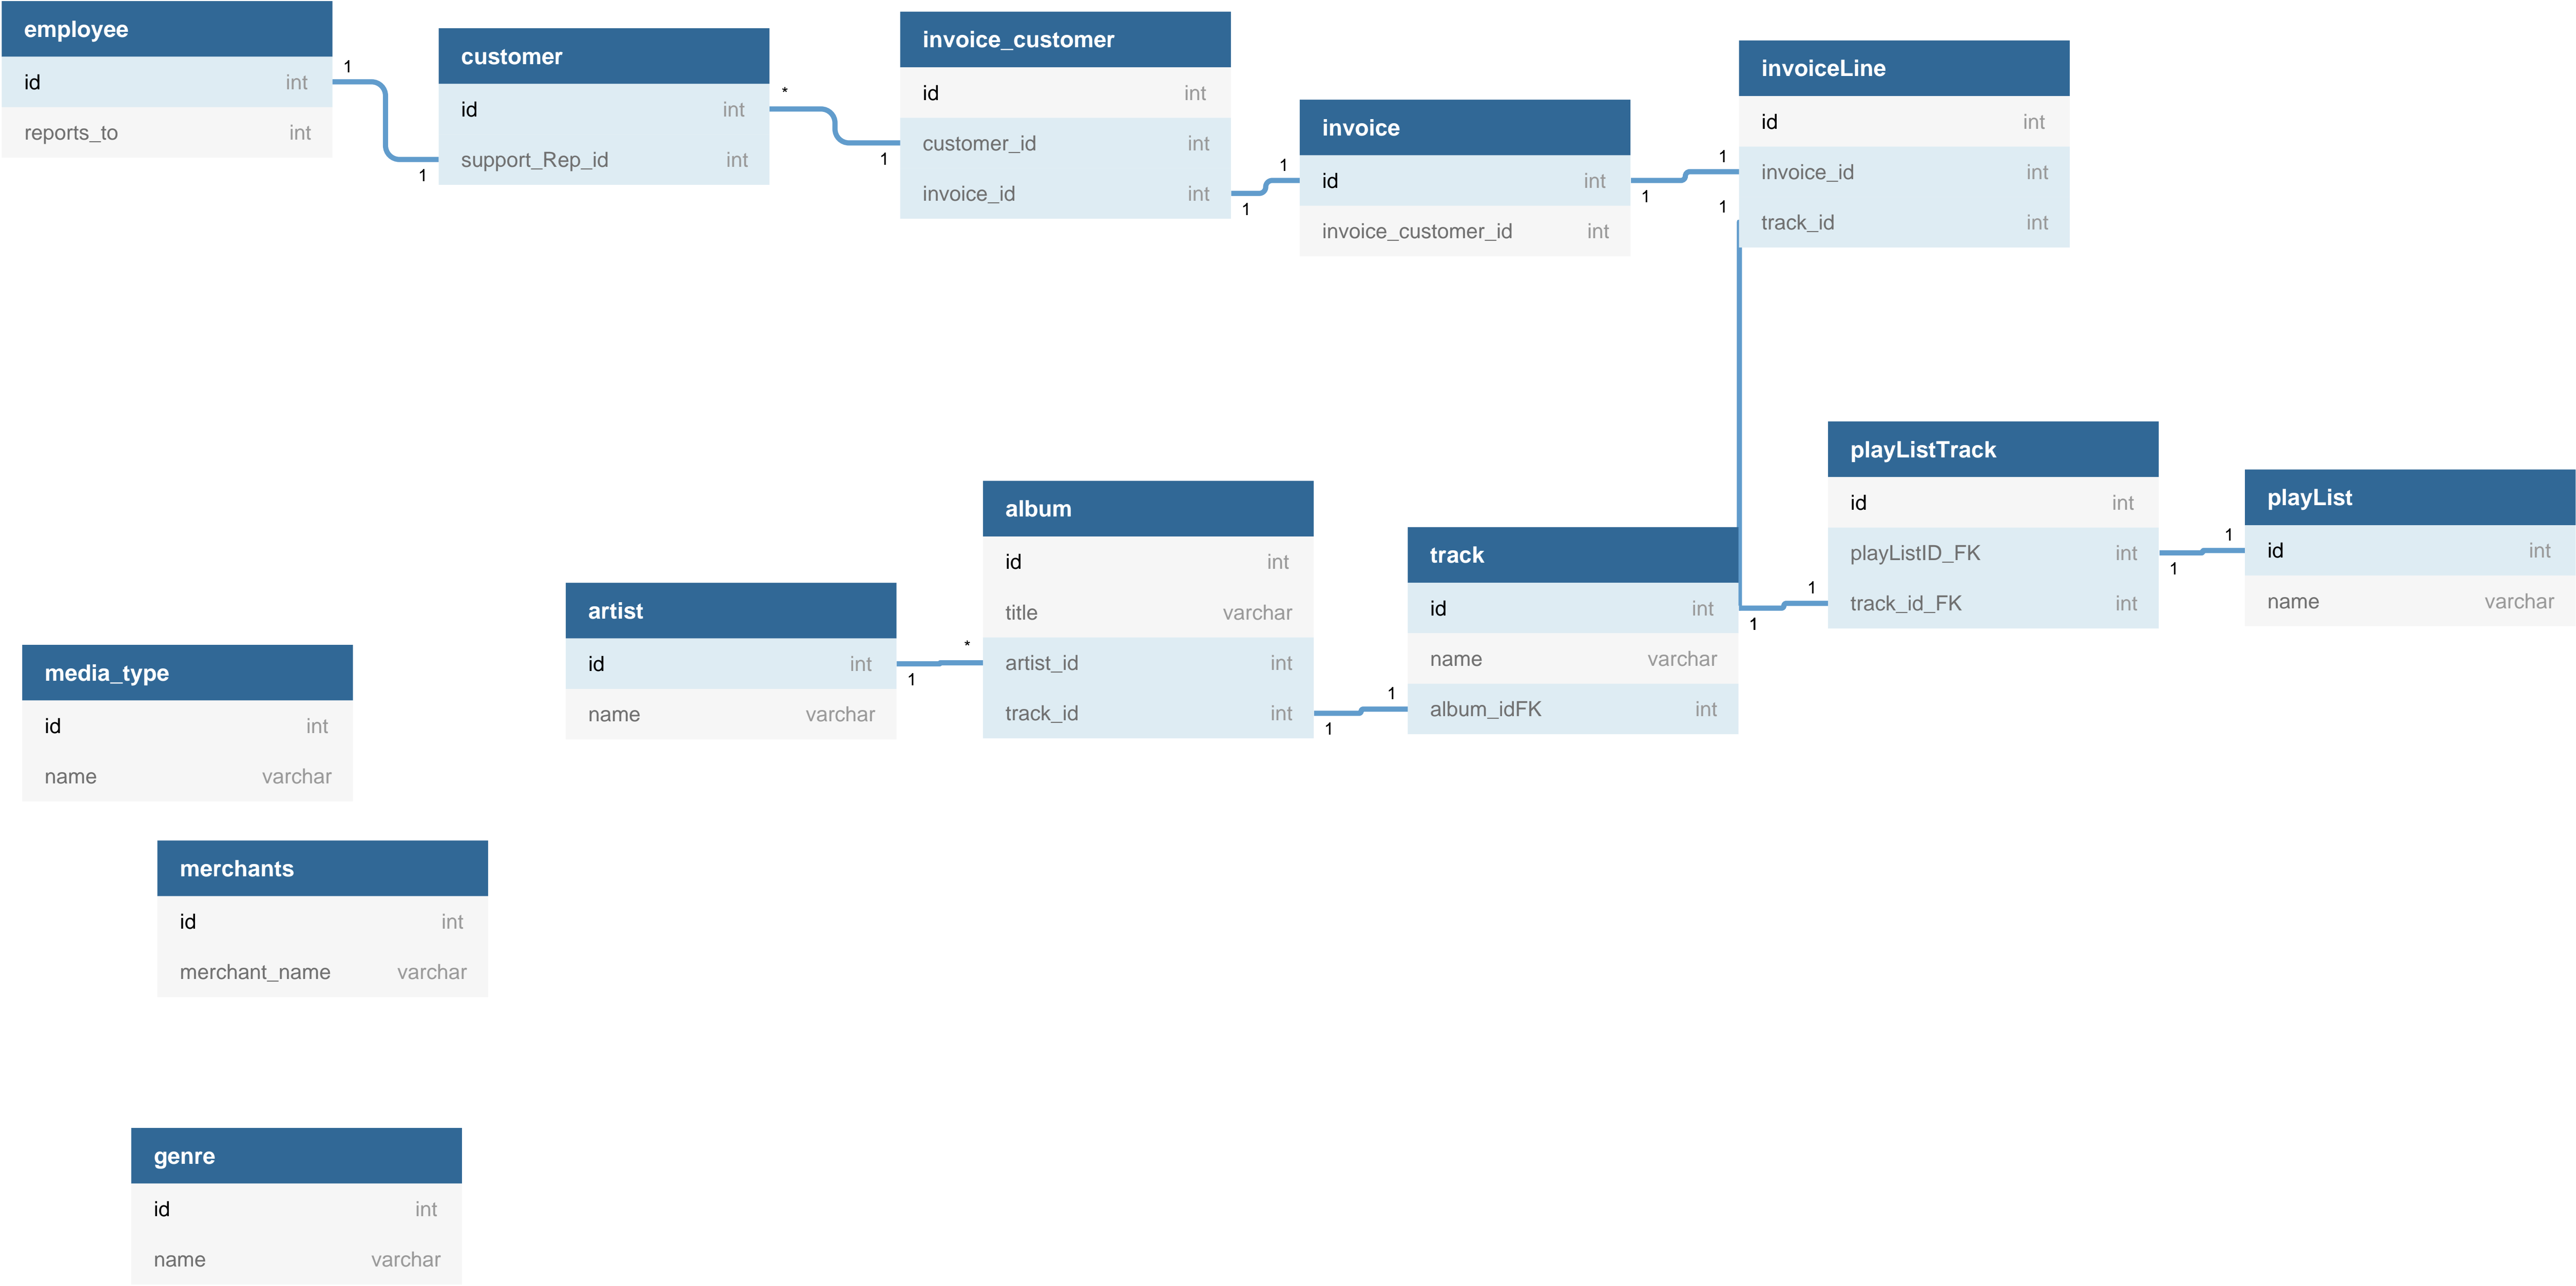 employee
id int
reports_to int
1
1
customer
id int
support_Rep_id int
*
1
invoice_customer
id int
customer_id int
invoice_id int
1
1
invoice
id int
invoice_customer_id int
1
1
invoiceLine
id int
invoice_id int
track_id int
1
playListTrack
id int
playListID_FK int
track_id_FK int
1
1
1
1
playList
id int
name varchar
album
id int
title varchar
artist_id int
track_id int
*
1
1
1
track
id int
name varchar
album_idFK int
artist
id int
name varchar
media_type
id int
name varchar
merchants
id int
merchant_name varchar
genre
id int
name varchar